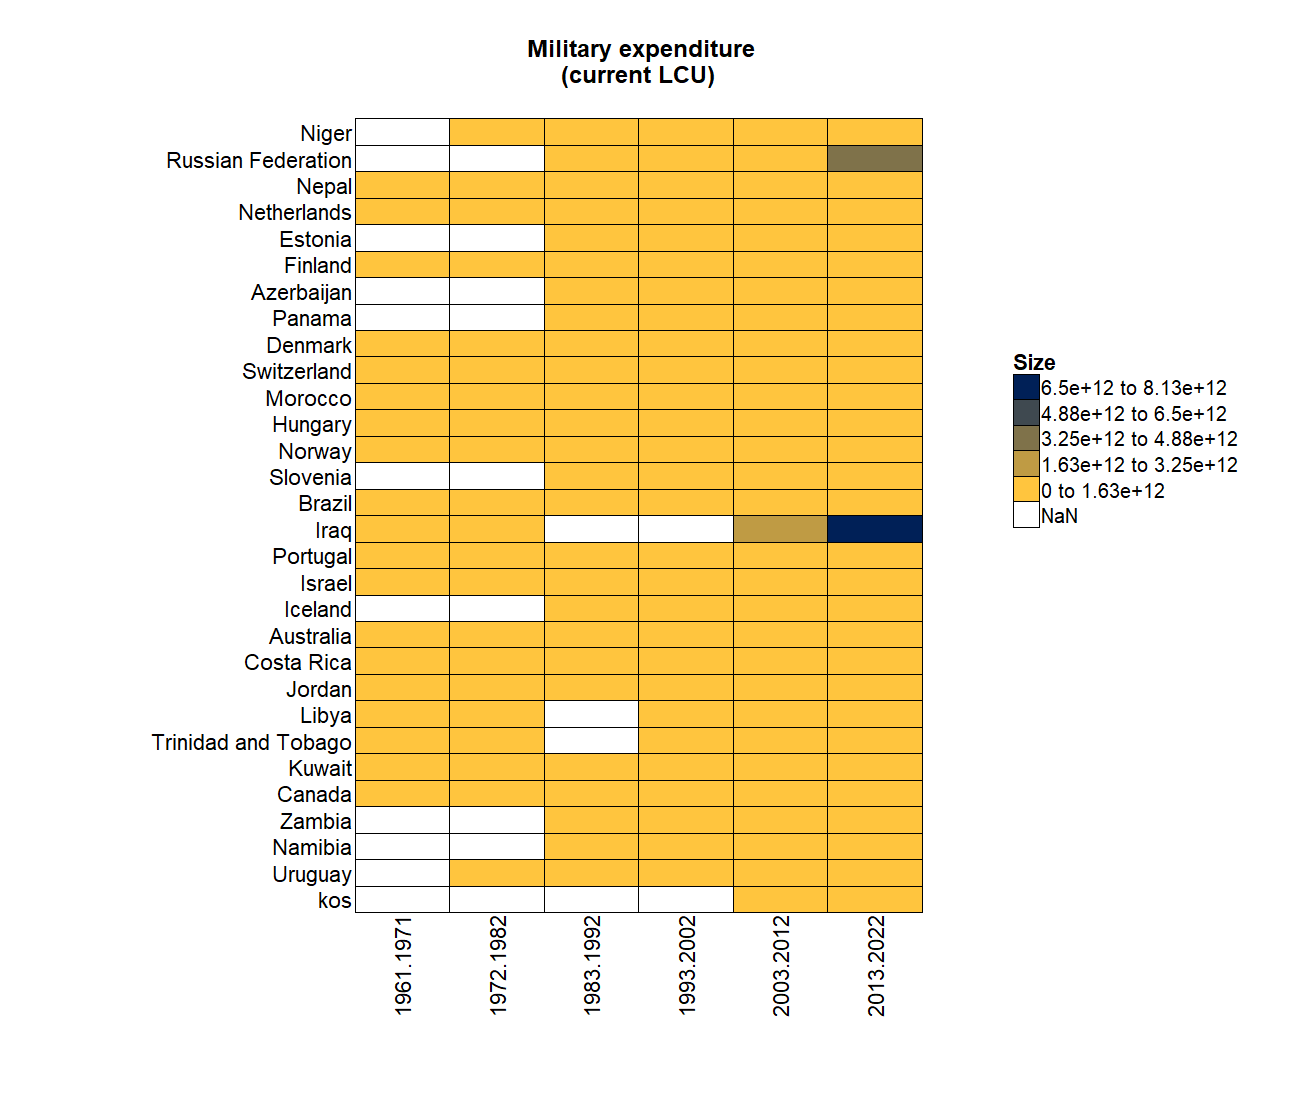 Military expenditure
(current LCU)
Niger
Russian Federation
Nepal
Netherlands
Estonia
Finland
Azerbaijan
Panama
Denmark
Switzerland
Morocco
Hungary
Norway
Slovenia
Brazil
Iraq
Portugal
Israel
Iceland
Australia
Costa Rica
Jordan
Libya
Trinidad and Tobago
Kuwait
Canada
Zambia
Namibia
Uruguay
kos
1961.1971
1972.1982
1983.1992
1993.2002
2003.2012
2013.2022
Size
6.5e+12 to 8.13e+12
4.88e+12 to 6.5e+12
3.25e+12 to 4.88e+12
1.63e+12 to 3.25e+12
0 to 1.63e+12
NaN